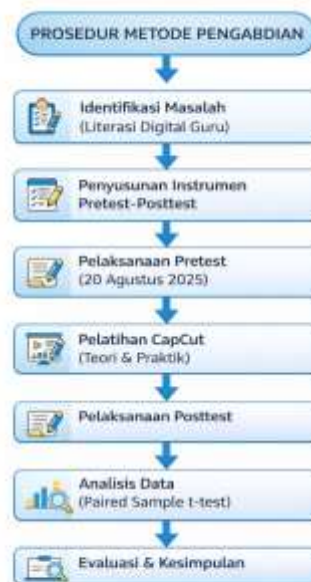 PROSEDUR METODE PENGABDIAN
Identifikasi Masalah
(Literasi Digital Guru)
Penyusunan Instrumen
Pretest-Posttest
Pelaksanaan Pretest
(20 Agustus 2025)
Pelatihan CapCut
(Teori & Praktik)
Pelaksanaan Posttest
Analisis Data
(Paired Sample t-test)
Evaluasi & Kesimpulan